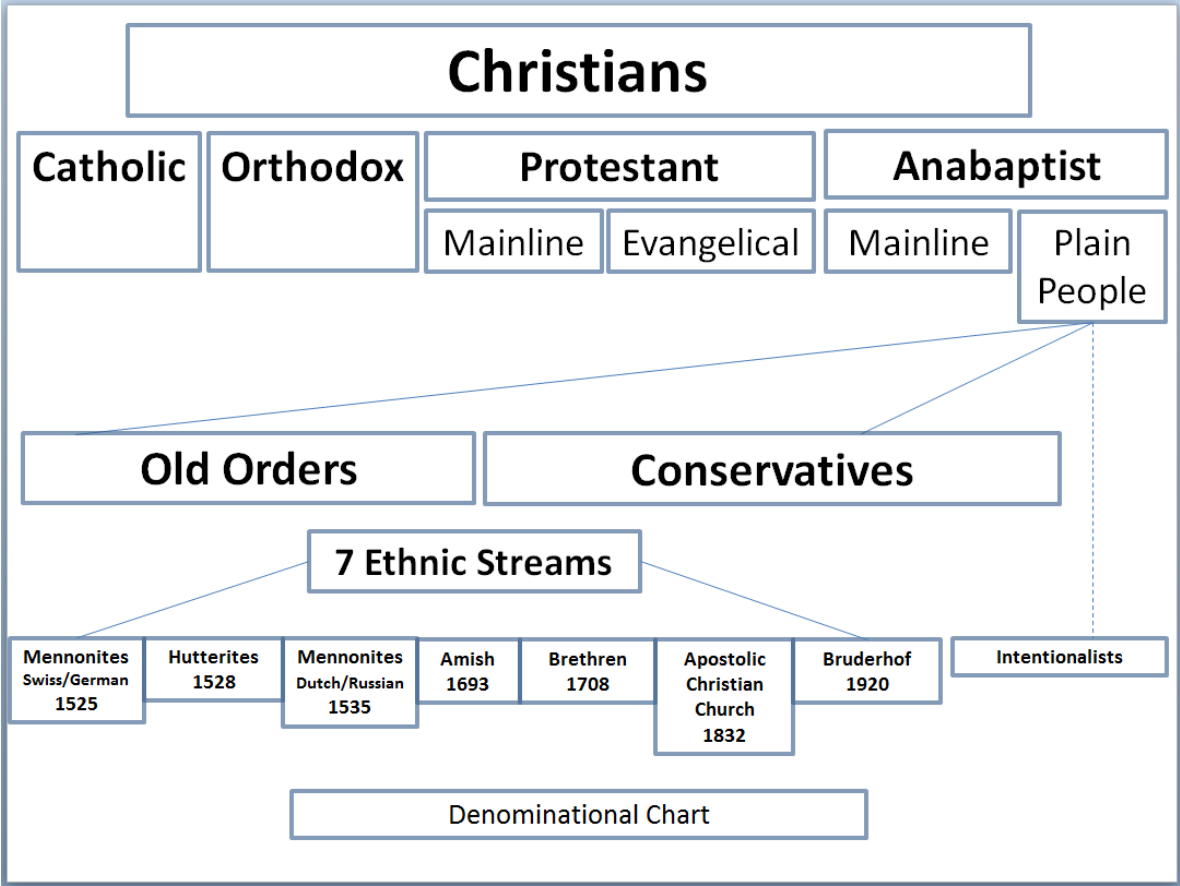 Christians
Catholic
Orthodox
Protestant
Anabaptist
Mainline
Evangelical
Mainline
Plain
People
Old Orders
Conservatives
7 Ethnic Streams
Mennonites
Swiss/German
1525
Hutterites
1528
Mennonites
Dutch/Russian
1535
Amish
1693
Brethren
1708
Apostolic
Christian
Church
1832
Bruderhof
1920
Intentionalists
Denominational Chart